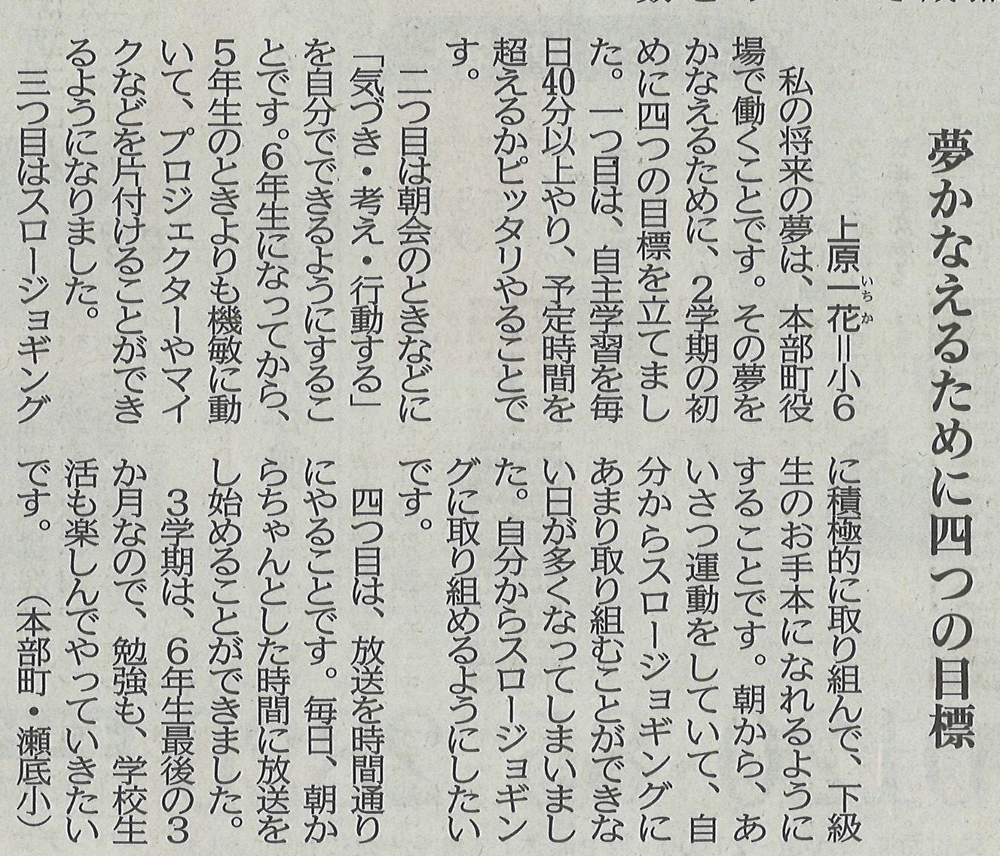 夢かなえるために四つの目標
上原一花＝小６
いちか
私の将来の夢は、本部町役
場で働くことです。その夢を
かなえるために、２学期の初
めに四つの目標を立てまし
た。一つ目は、自主学習を毎
日40分以上やり、予定時間を
超えるかピッタリやることで
す。
二つ目は朝会のときなどに
「気づき・考え・行動する」
を自分でできるようにするこ
とです。６年生になってから、
５年生のときよりも機敏に動
いて、プロジェクターやマイ
クなどを片付けることができ
るようになりました。
三つ目はスロージョギング
に積極的に取り組んで、下級
生のお手本になれるように
することです。朝から、あ
いさつ運動をしていて、自
分からスロージョギングに
あまり取り組むことができな
い日が多くなってしまいまし
た。自分からスロージョギン
グに取り組めるようにしたい
です。
四つ目は、放送を時間通り
にやることです。毎日、朝か
らちゃんとした時間に放送を
し始めることができました。
３学期は、６年生最後の３
か月なので、勉強も、学校生
活も楽しんでやっていきたい
です。（本部町・瀬底小）